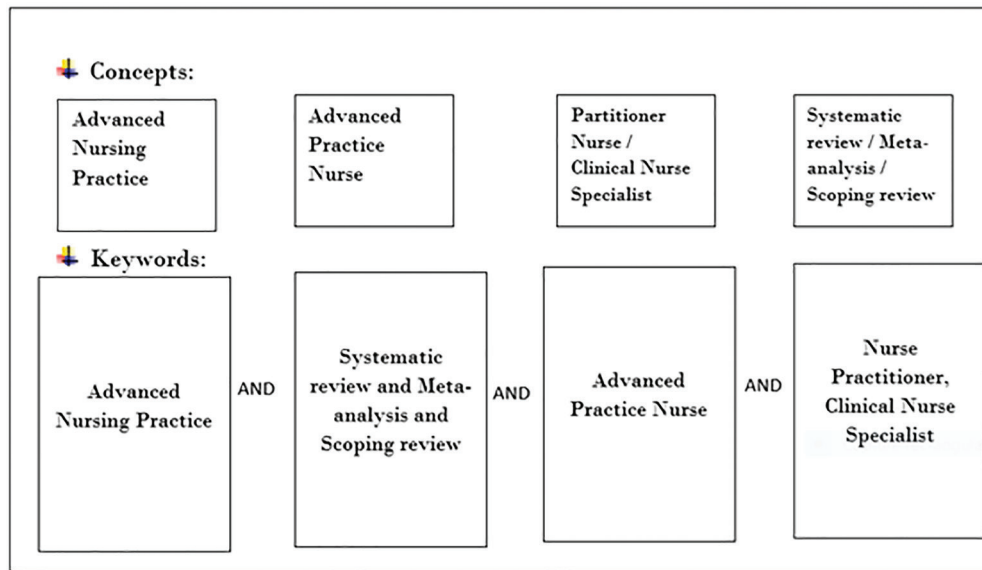 Concepts:
Advanced
Nursing
Practice
Advanced
Practice
Nurse
Partitioner
Nurse /
Clinical Nurse
Specialist
Systematic
review / Meta-
analysis /
Scoping review
Keywords:
Advanced
Nursing Practice
AND
Systematic
review and Meta-
analysis and
Scoping review
AND
Advanced
Practice Nurse
AND
Nurse
Practitioner,
Clinical Nurse
Specialist